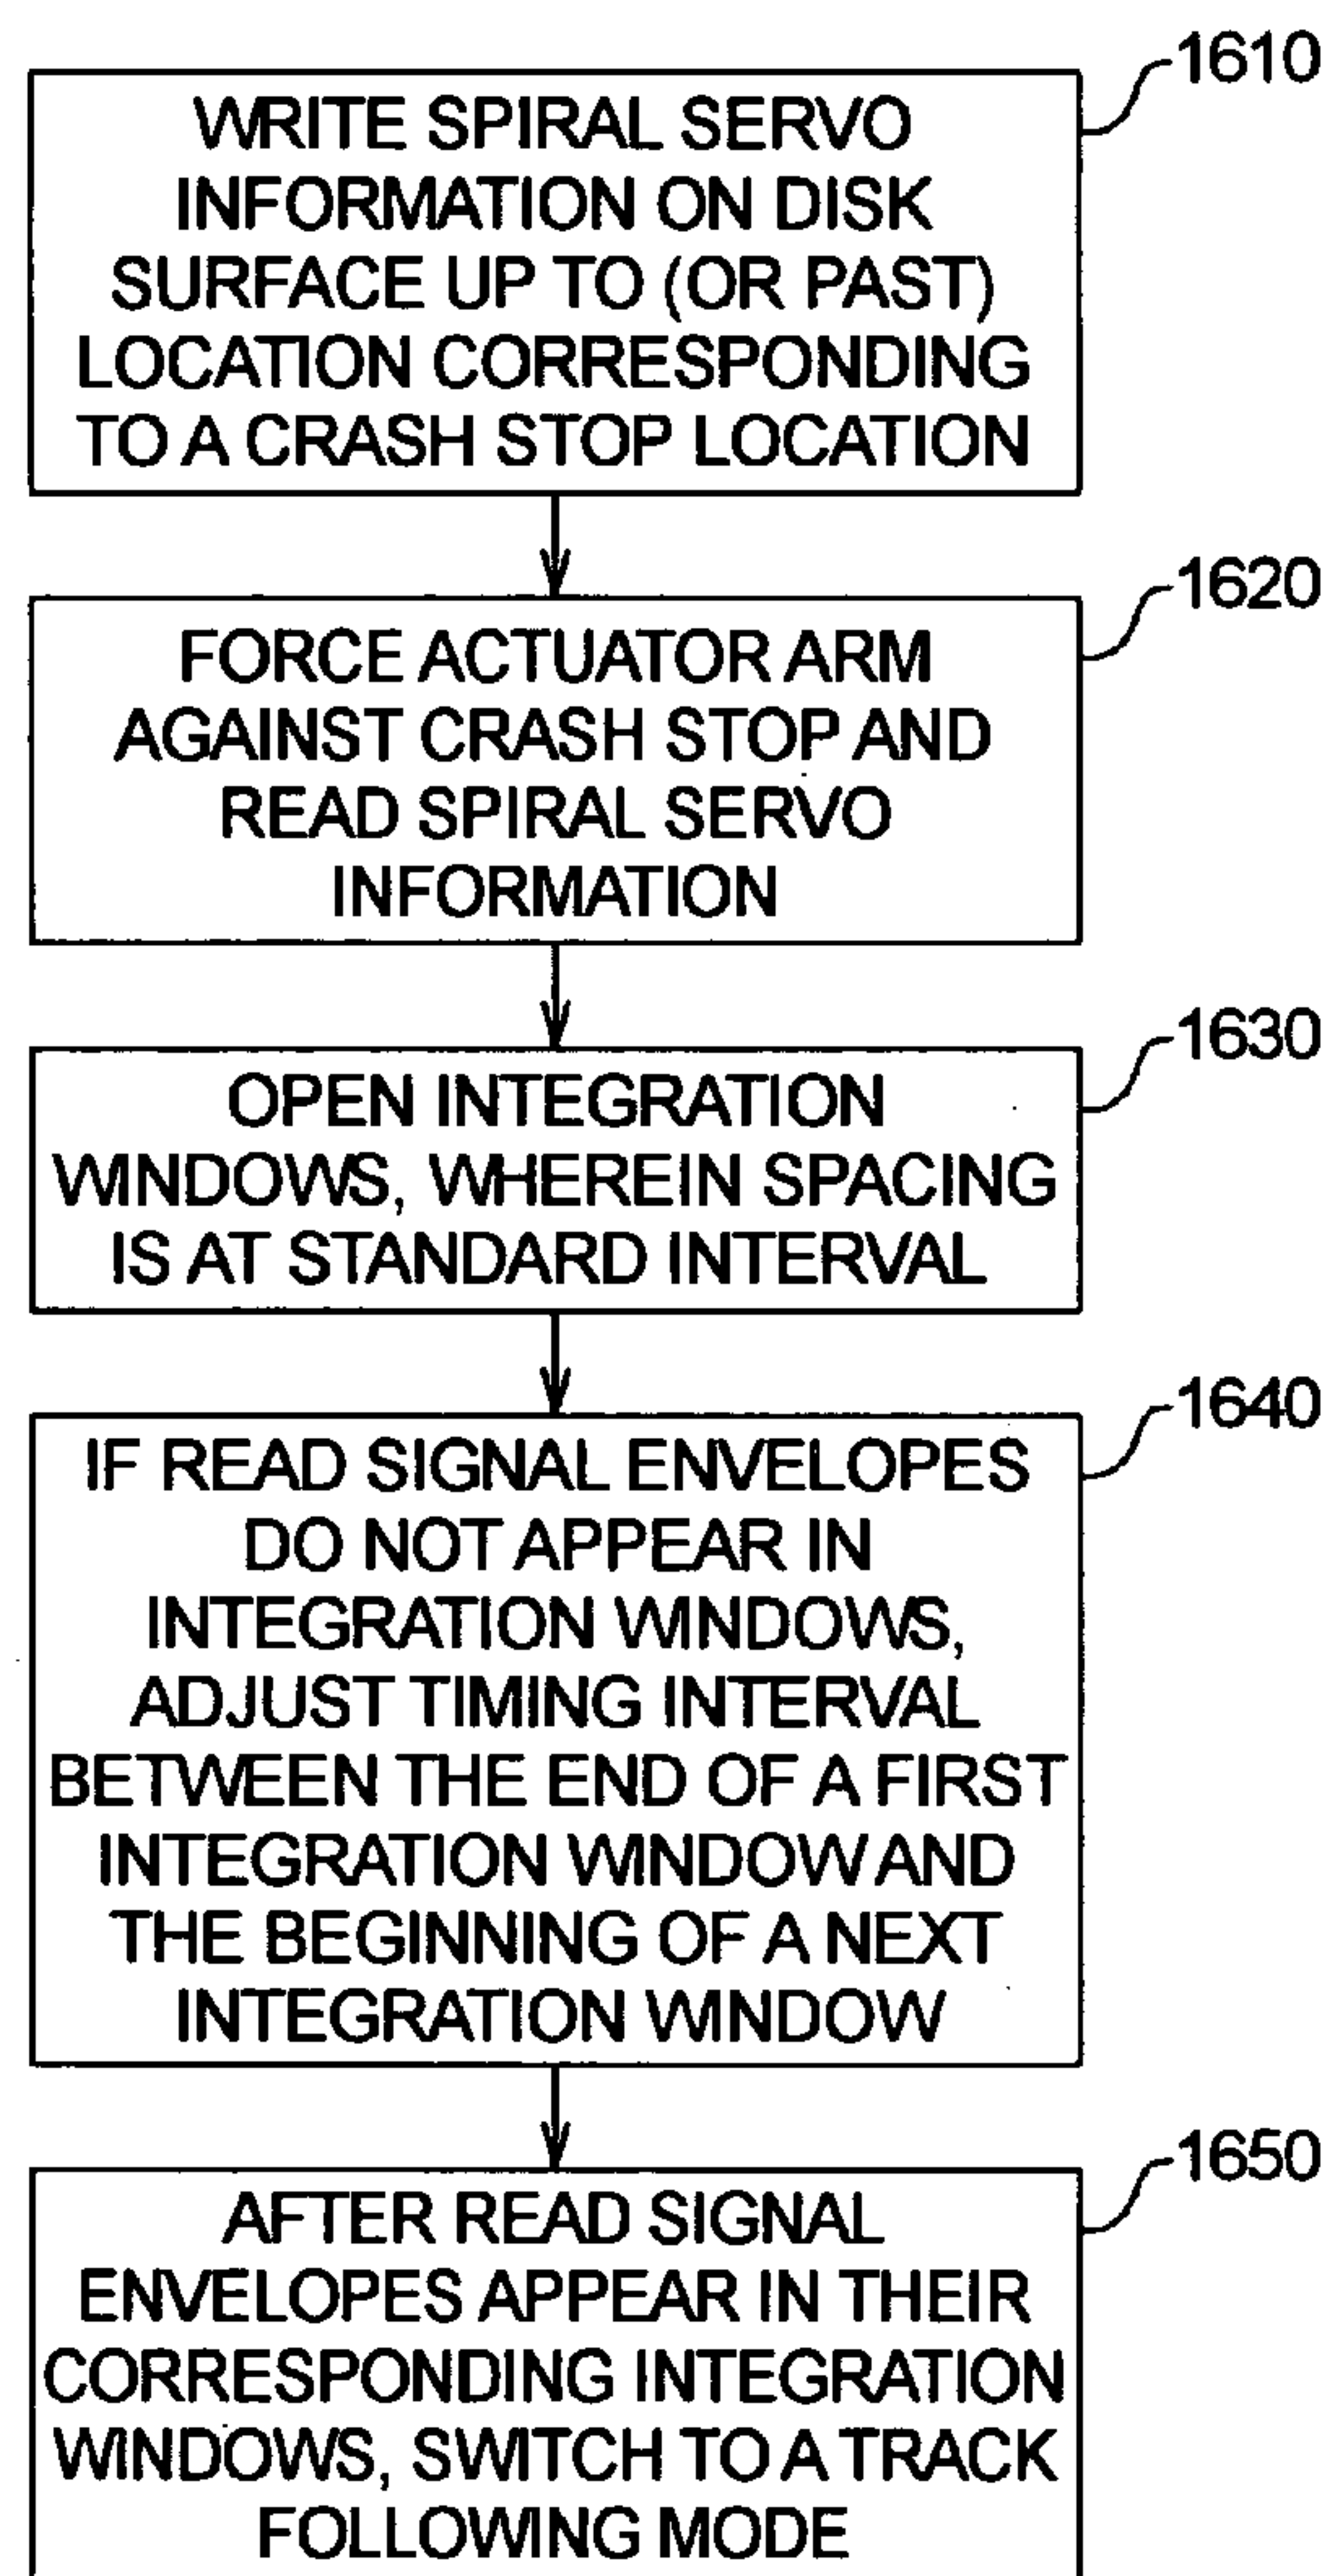 1610
WRITE SPIRAL SERVO
INFORMATION ON DISK
SURFACE UP TO (OR PAST)
LOCATION CORRESPONDING
TO A CRASH STOP LOCATION
1620
FORCE ACTUATOR ARM
AGAINST CRASH STOP AND
READ SPIRAL SERVO
INFORMATION
1630
OPEN INTEGRATION
WINDOWS, WHEREIN SPACING
IS AT STANDARD INTERVAL
1640
IF READ SIGNAL ENVELOPES
DO NOT APPEAR IN
INTEGRATION WINDOWS,
ADJUST TIMING INTERVAL
BETWEEN THE END OF A FIRST
INTEGRATION WINDOW AND
THE BEGINNING OF A NEXT
INTEGRATION WINDOW
1650
AFTER READ SIGNAL
ENVELOPES APPEAR IN THEIR
CORRESPONDING INTEGRATION
WINDOWS, SWITCH TO A TRACK
FOLLOWING MODE